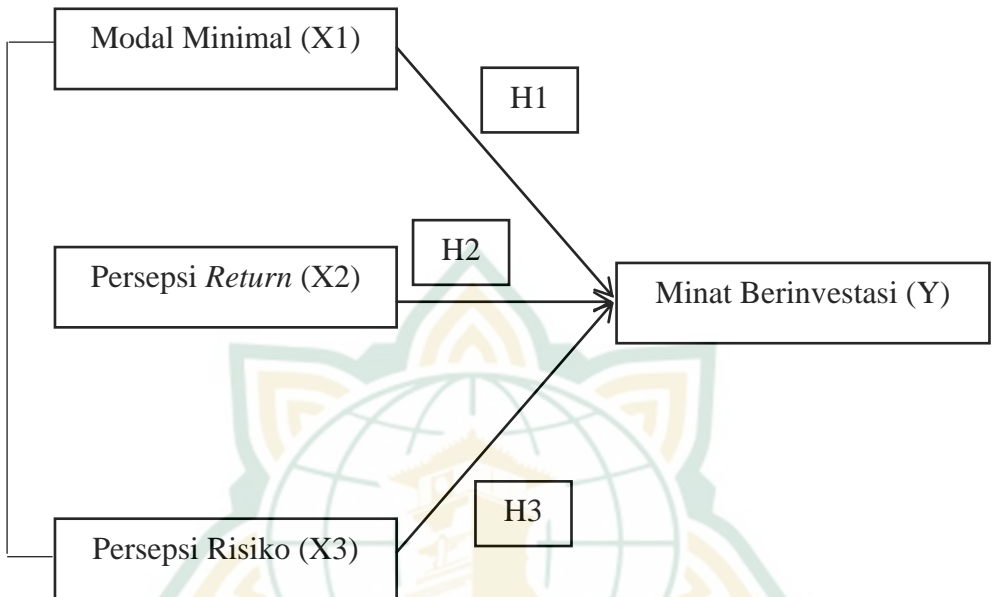 Modal Minimal (X1)
H1
H2
Persepsi Return (X2)
Minat Berinvestasi (Y)
H3
Persepsi Risiko (X3)